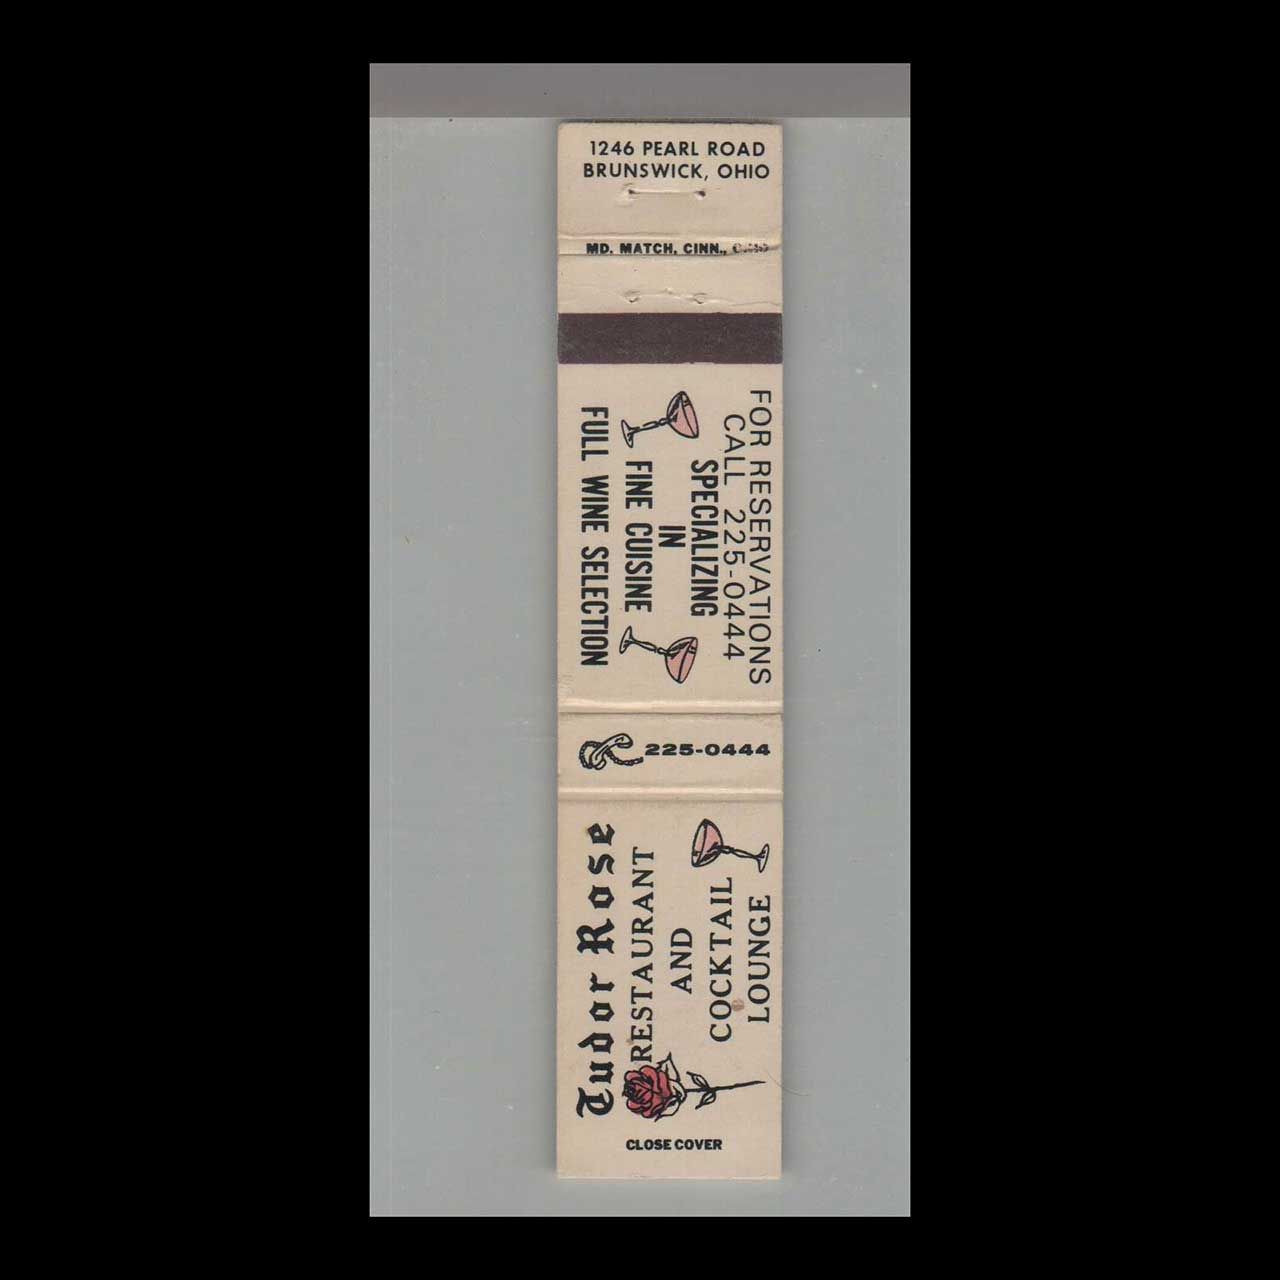 1246 PEARL ROAD
BRUNSWICK, OHIO
MD. MATCH, CINN., OHIO
FOR RESERVATIONS
CALL 225-0444
SPECIALIZING
IN
FINE CUISINE
FULL WINE SELECTION
225-0444
Tudor Rose
RESTAURANT
AND
COCKTAIL
LOUNGE
CLOSE COVER